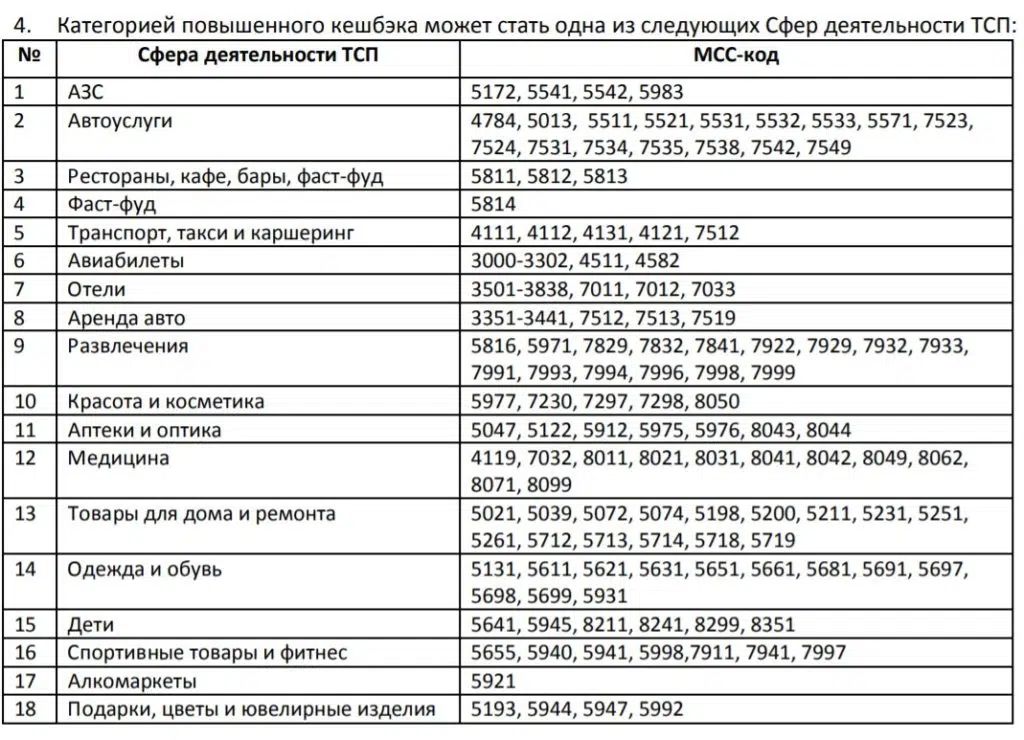 4. Категорией повышенного кешбэка может стать одна из следующих Сфер деятельности ТСП:
№ Сфера деятельности ТСП МСС-код
1 АЗС 5172, 5541, 5542, 5983
2 Автоуслуги 4784, 5013, 5511, 5521, 5531, 5532, 5533, 5571, 7523,
7524, 7531, 7534, 7535, 7538, 7542, 7549
3 Рестораны, кафе, бары, фаст-фуд 5811, 5812, 5813
4 Фаст-фуд 5814
5 Транспорт, такси и каршеринг 4111, 4112, 4131, 4121, 7512
6 Авиабилеты 3000-3302, 4511, 4582
7 Отели 3501-3838, 7011, 7012, 7033
8 Аренда авто 3351-3441, 7512, 7513, 7519
9 Развлечения 5816, 5971, 7829, 7832, 7841, 7922, 7929, 7932, 7933,
7991, 7993, 7994, 7996, 7998, 7999
10 Красота и косметика 5977, 7230, 7297, 7298, 8050
11 Аптеки и оптика 5047, 5122, 5912, 5975, 5976, 8043, 8044
12 Медицина 4119, 7032, 8011, 8021, 8031, 8041, 8042, 8049, 8062,
8071, 8099
13 Товары для дома и ремонта 5021, 5039, 5072, 5074, 5198, 5200, 5211, 5231, 5251,
5261, 5712, 5713, 5714, 5718, 5719
14 Одежда и обувь 5131, 5611, 5621, 5631, 5651, 5661, 5681, 5691, 5697,
5698, 5699, 5931
15 Дети 5641, 5945, 8211, 8241, 8299, 8351
16 Спортивные товары и фитнес 5655, 5940, 5941, 5998,7911, 7941, 7997
17 Алкомаркеты 5921
18 Подарки, цветы и ювелирные изделия 5193, 5944, 5947, 5992